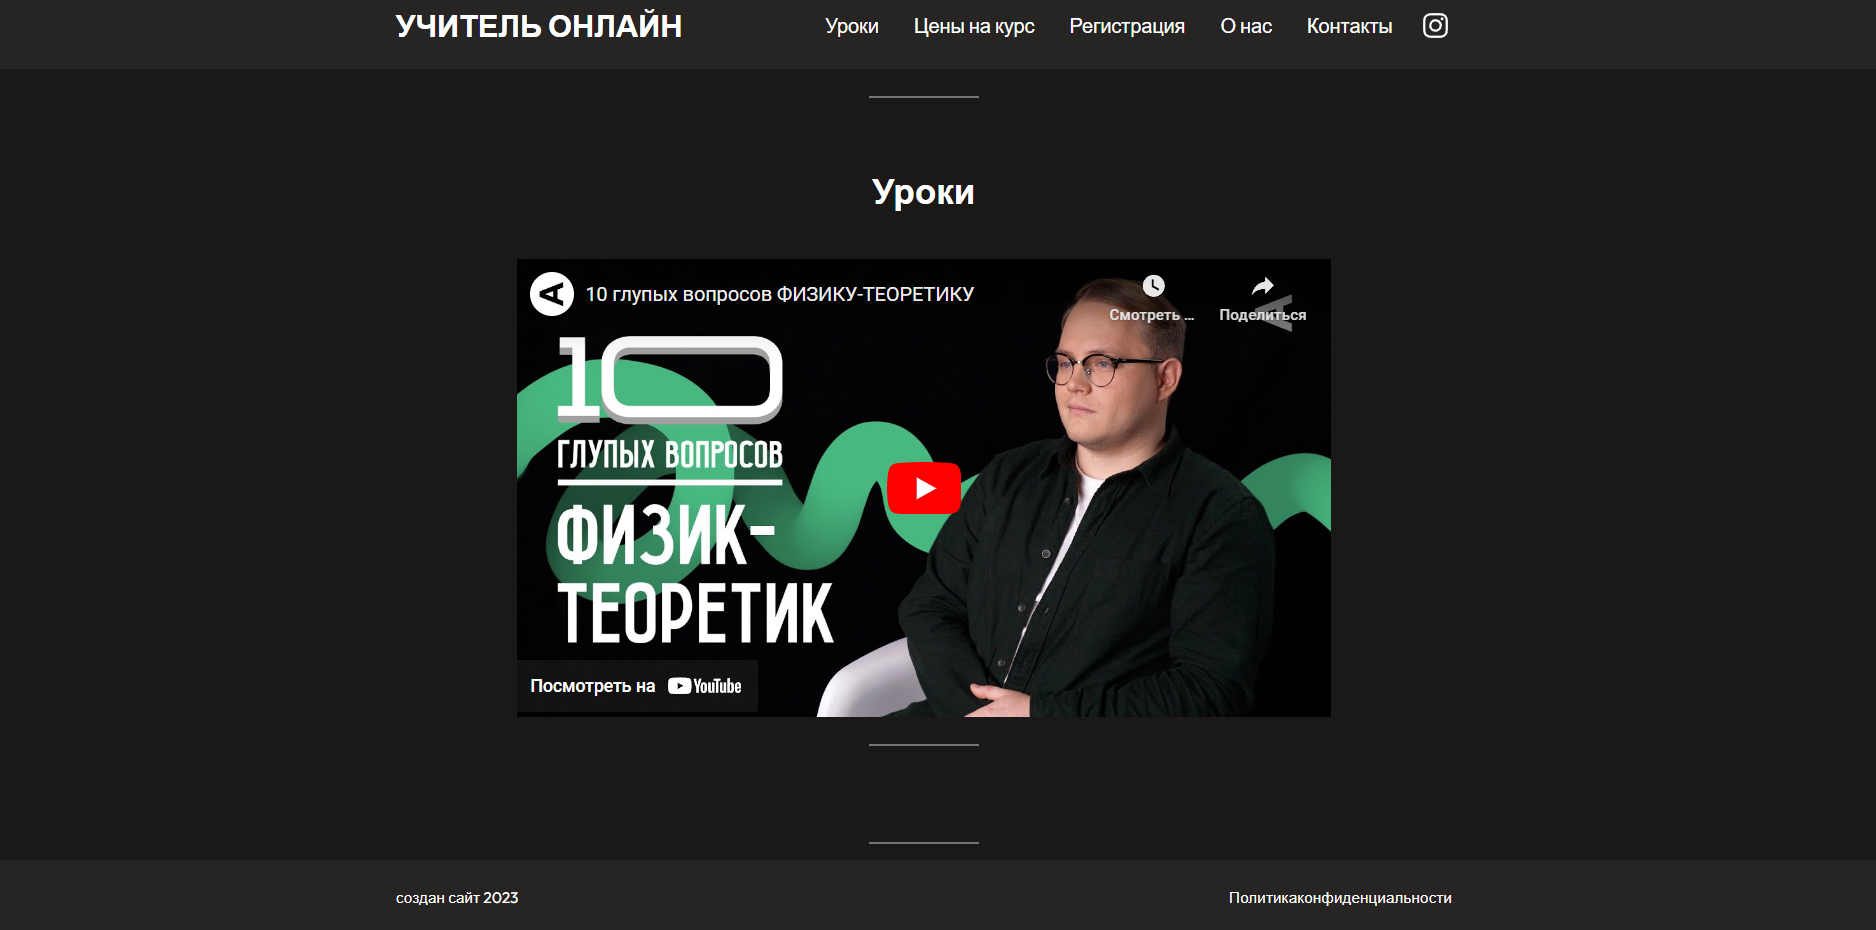 УЧИТЕЛЬ ОНЛАЙН
Уроки
Цены на курс
Регистрация
О нас
Контакты
Уроки
10 глупых вопросов ФИЗИКУ-ТЕОРЕТИКУ
Смотреть ...
Поделиться
10
ГЛУПЫХ ВОПРОСОВ
ФИЗИК-
ТЕОРЕТИК
Посмотреть на YouTube
создан сайт 2023
Политикаконфиденциальности